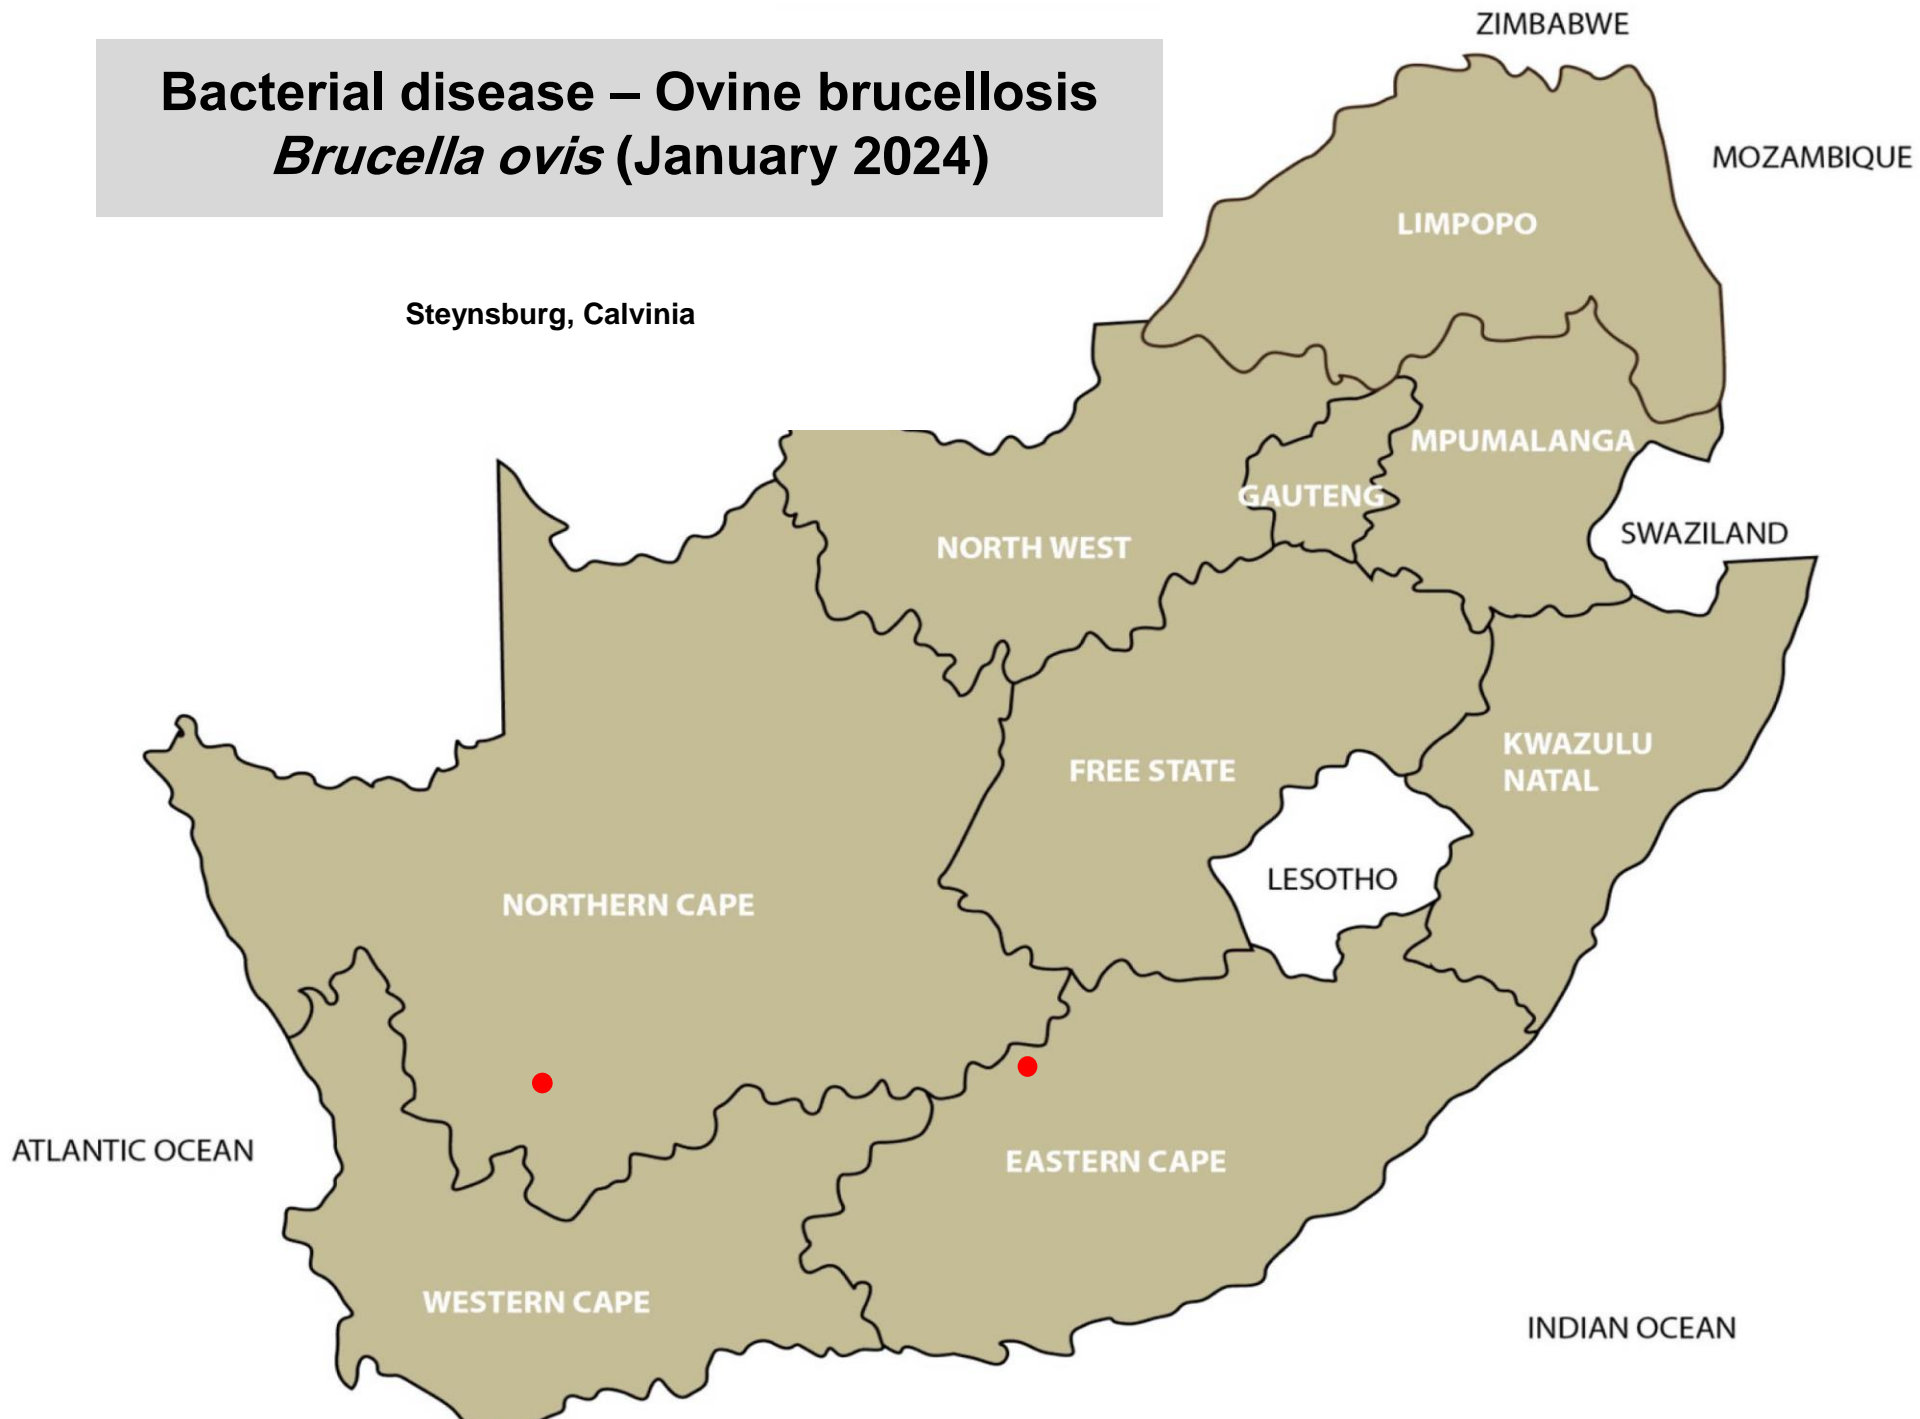 Bacterial disease – Ovine brucellosis
Brucella ovis (January 2024)
Steynsburg, Calvinia
ZIMBABWE
MOZAMBIQUE
LIMPOPO
MPUMALANGA
GAUTENG
SWAZILAND
NORTH WEST
KWAZULU
NATAL
FREE STATE
LESOTHO
NORTHERN CAPE
ATLANTIC OCEAN
EASTERN CAPE
WESTERN CAPE
INDIAN OCEAN